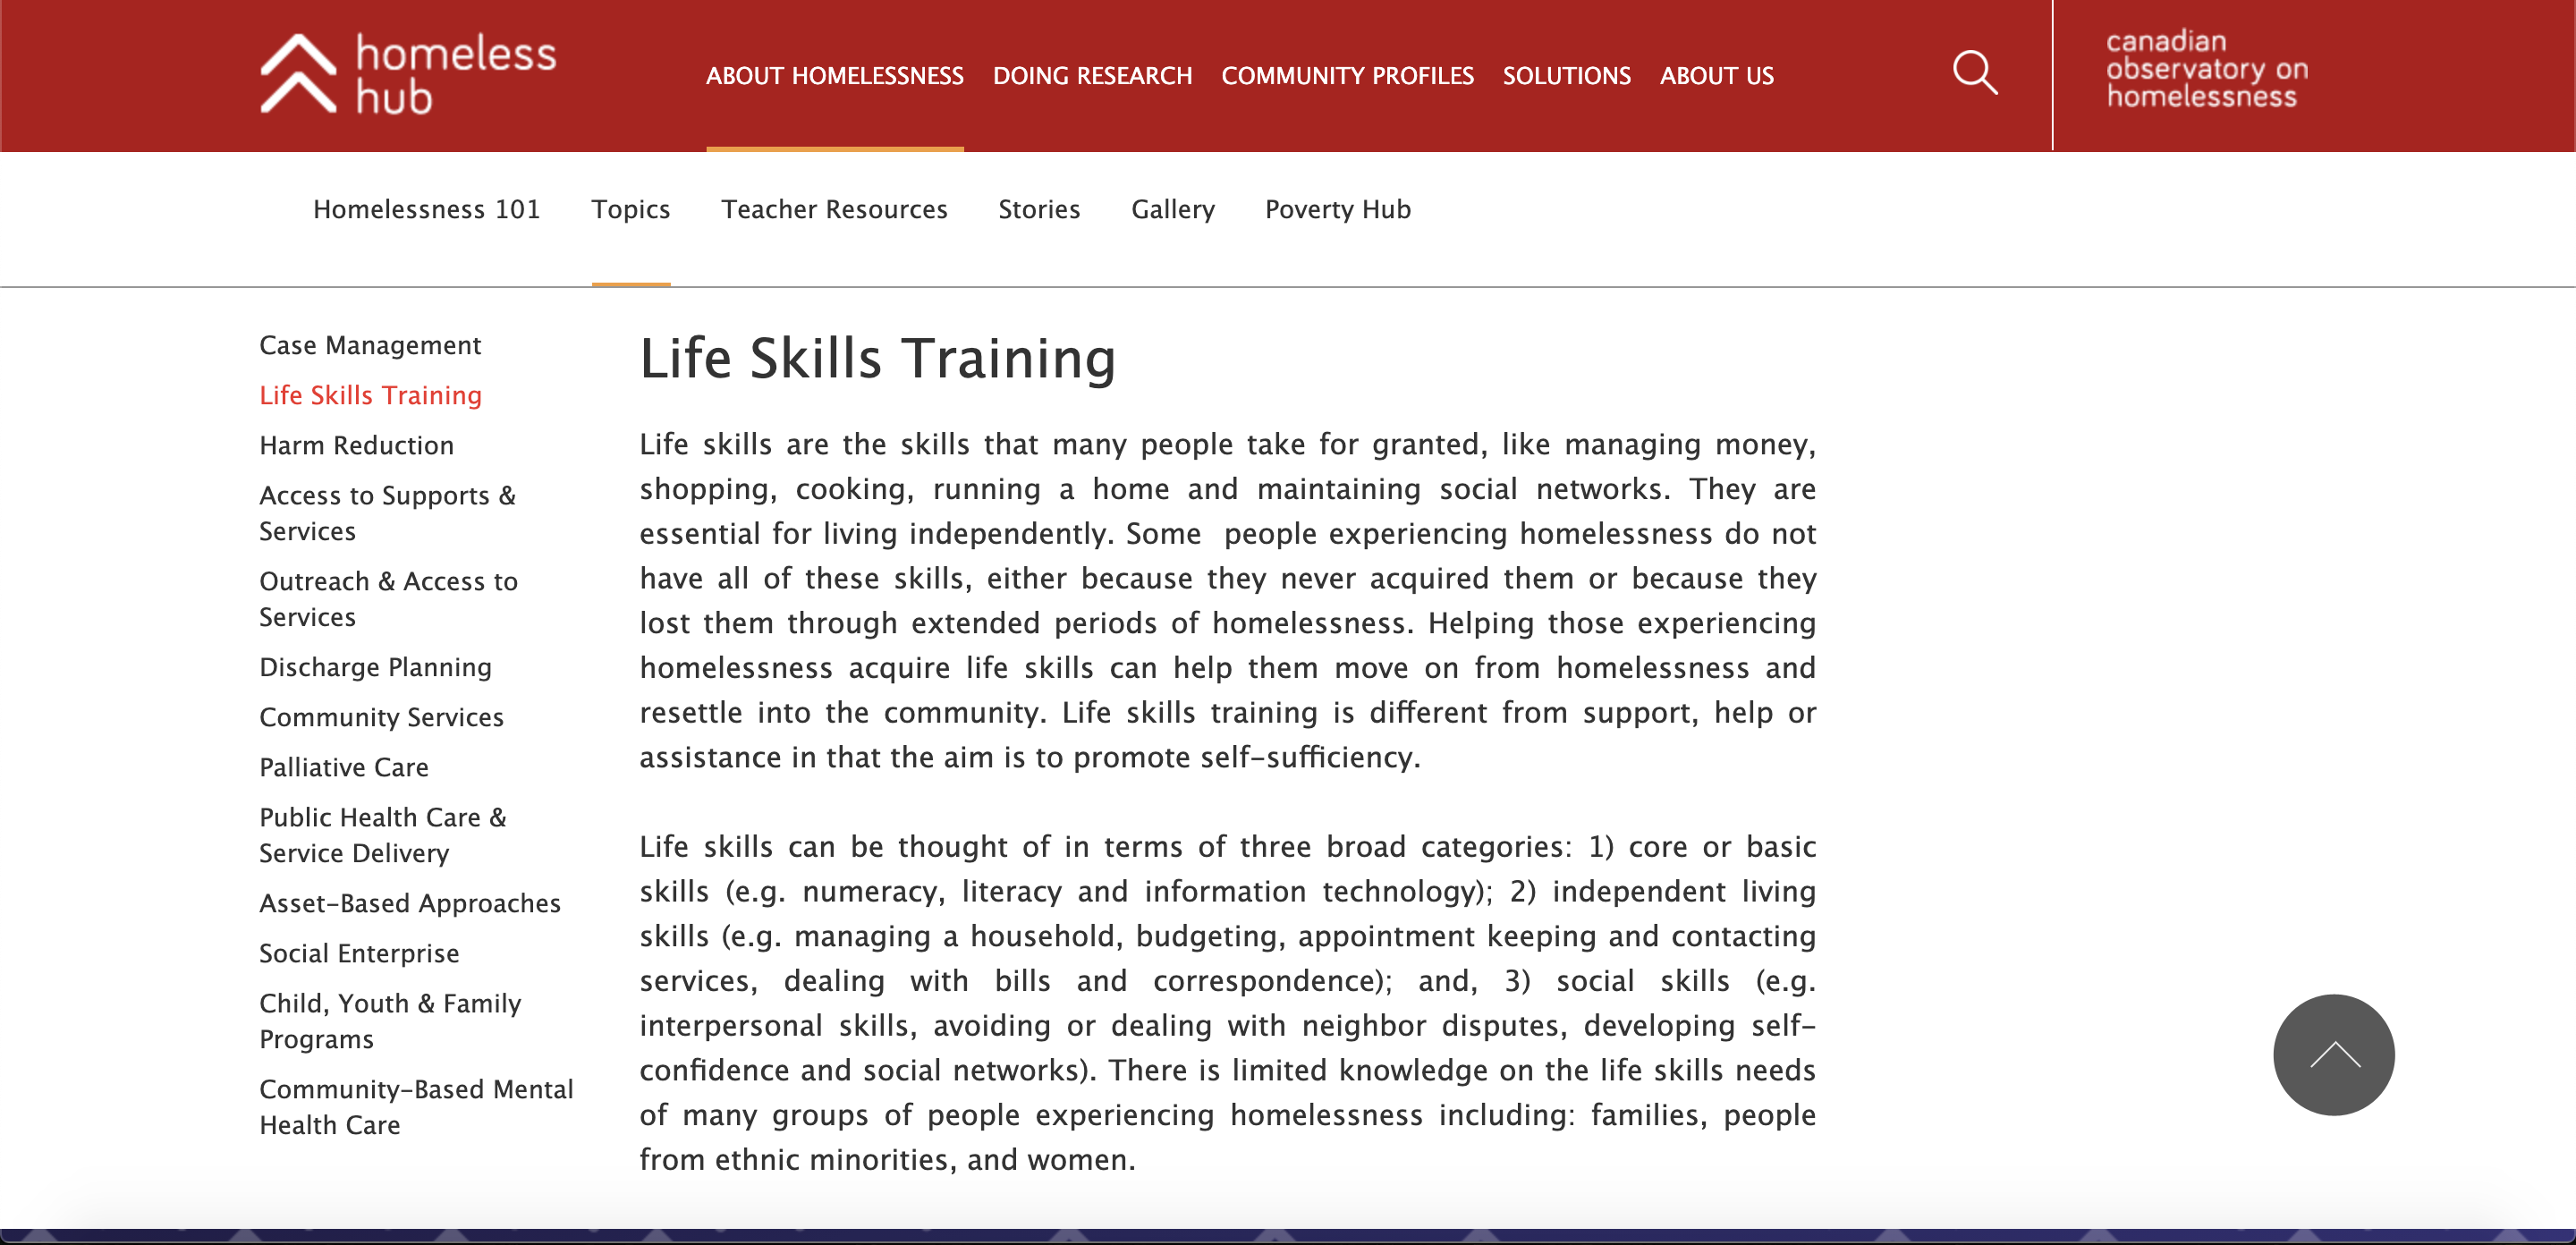 homeless
hub
ABOUT HOMELESSNESS DOING RESEARCH COMMUNITY PROFILES SOLUTIONS ABOUT US
canadian
observatory on
homelessness
Homelessness 101 Topics Teacher Resources Stories Gallery Poverty Hub
Case Management
Life Skills Training
Harm Reduction
Access to Supports &
Services
Outreach & Access to
Services
Discharge Planning
Community Services
Palliative Care
Public Health Care &
Service Delivery
Asset-Based Approaches
Social Enterprise
Child, Youth & Family
Programs
Community-Based Mental
Health Care
Life Skills Training
Life skills are the skills that many people take for granted, like managing money,
shopping, cooking, running a home and maintaining social networks. They are
essential for living independently. Some  people experiencing homelessness do not
have all of these skills, either because they never acquired them or because they
lost them through extended periods of homelessness. Helping those experiencing
homelessness acquire life skills can help them move on from homelessness and
resettle into the community. Life skills training is different from support, help or
assistance in that the aim is to promote self-sufficiency.
Life skills can be thought of in terms of three broad categories: 1) core or basic
skills (e.g. numeracy, literacy and information technology); 2) independent living
skills (e.g. managing a household, budgeting, appointment keeping and contacting
services, dealing with bills and correspondence); and, 3) social skills (e.g.
interpersonal skills, avoiding or dealing with neighbor disputes, developing self-
confidence and social networks). There is limited knowledge on the life skills needs
of many groups of people experiencing homelessness including: families, people
from ethnic minorities, and women.